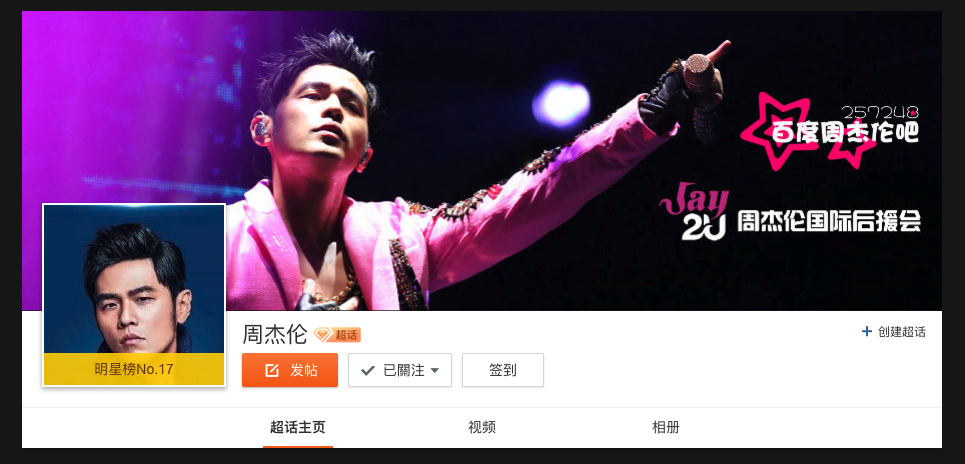 257248
百度周杰伦吧
Jay
2U
周杰伦国际后援会
周杰伦 超话
明星榜No.17
创建超话
发帖 已關注 签到
超话主页 视频 相册